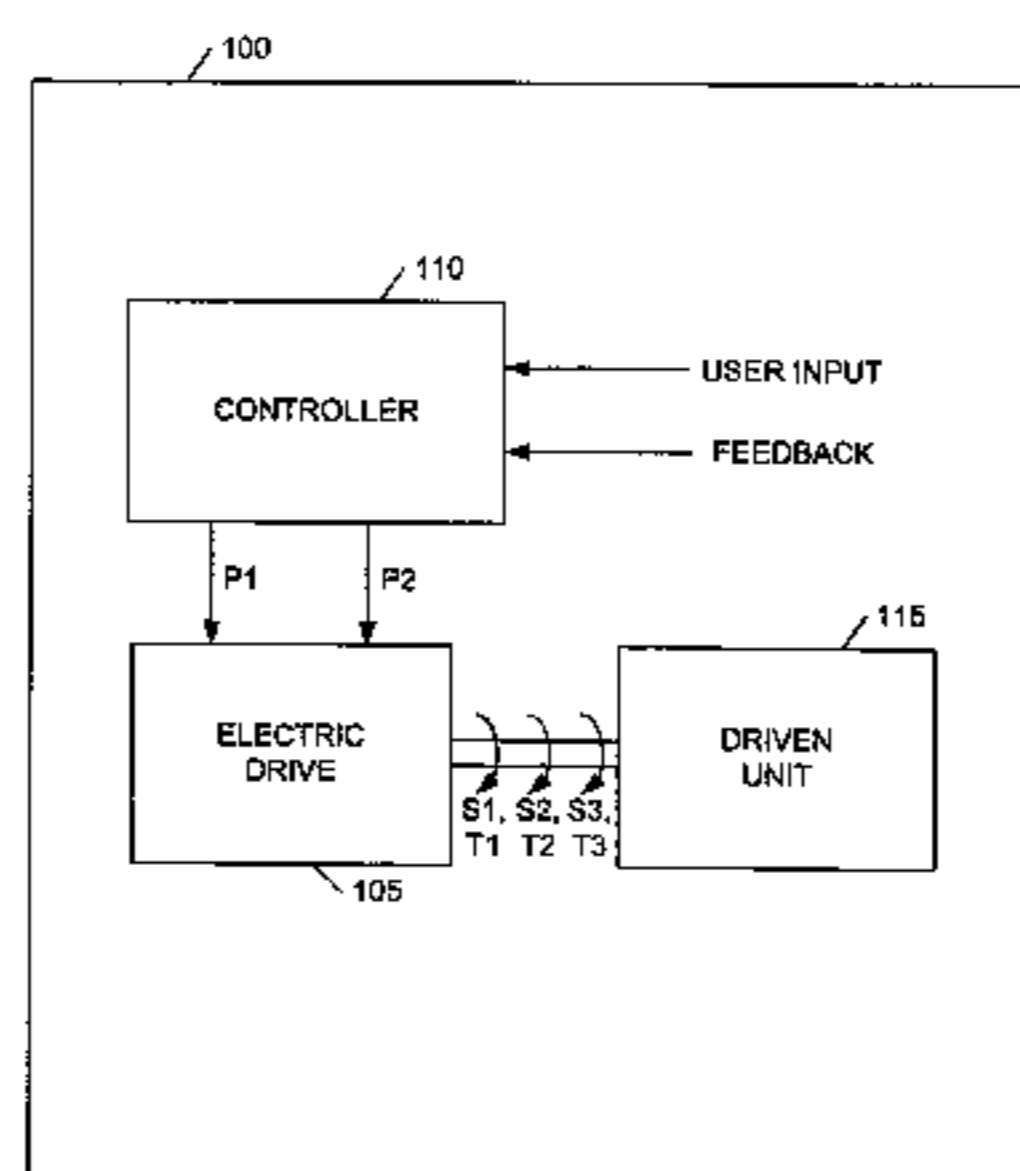 100
110
CONTROLLER
USER INPUT
FEEDBACK
P1 P2
115
ELECTRIC
DRIVE
DRIVEN
UNIT
S1, S2, S3,
T1 T2 T3
105